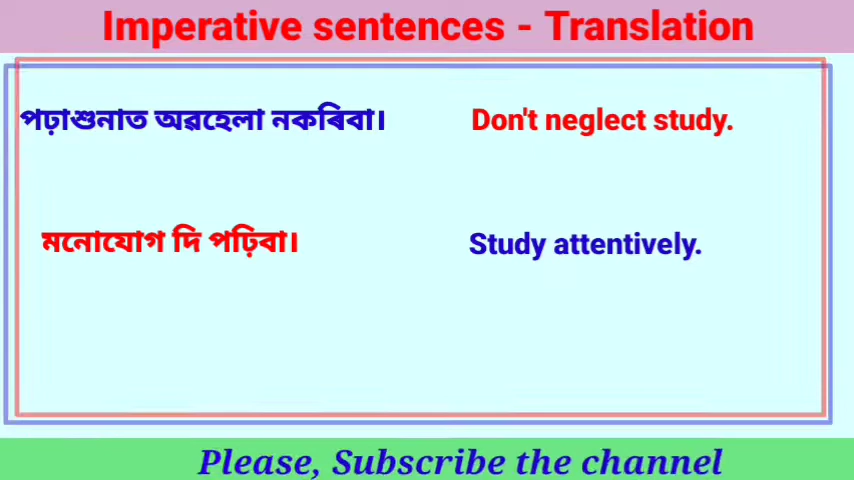 Imperative sentences - Translation
পঢ়াশুনাত অৱহেলা নকৰিবা। Don't neglect study.
মনোযোগ দি পঢ়িবা। Study attentively.
Please, Subscribe the channel